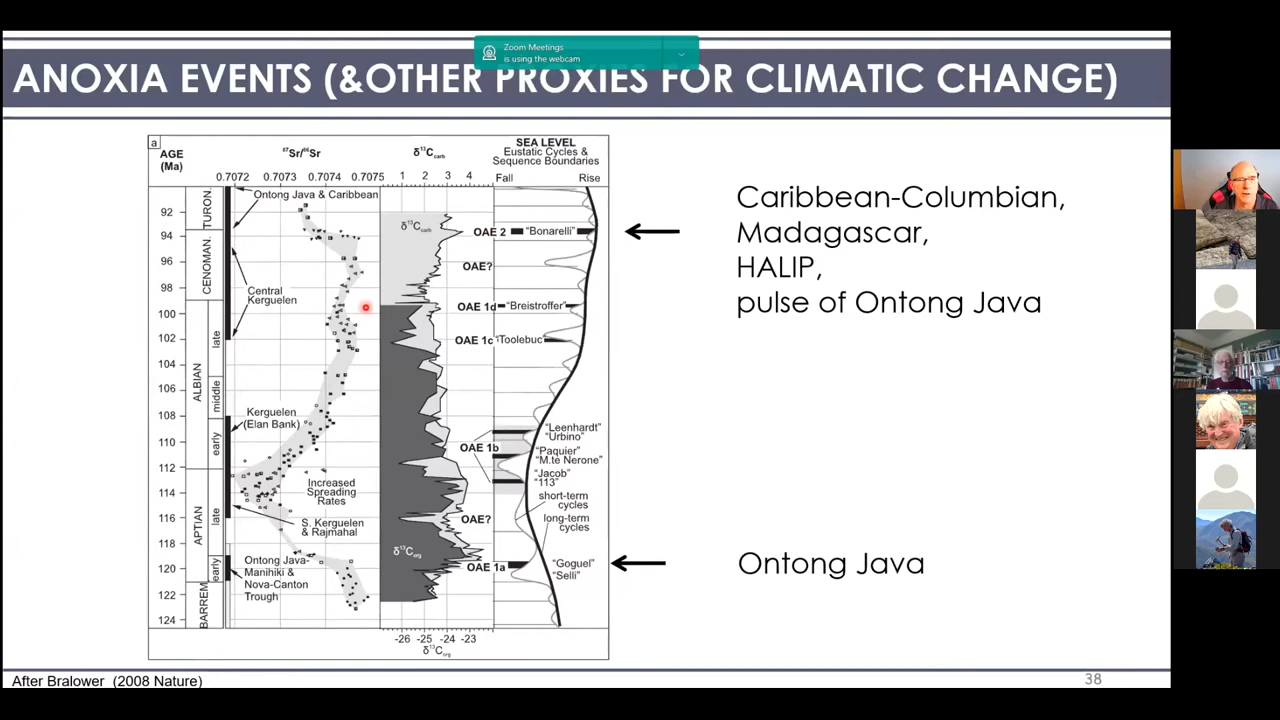 Zoom Meetings
is using the webcam
ANOXIA EVENTS (&OTHER PROXIES FOR CLIMATIC CHANGE)
a
AGE
(Ma)
⁸⁷Sr/⁸⁶Sr
δ¹³Ccarb
SEA LEVEL
Eustatic Cycles &
Sequence Boundaries
0.7072 0.7073 0.7074 0.7075
1 2 3 4
Fall Rise
Ontong Java & Caribbean
TURON.
CENOMAN.
ALBIAN
APTIAN
BARREM.
late
middle
early
late
early
92
94
96
98
100
102
104
106
108
110
112
114
116
118
120
122
124
Central
Kerguelen
Kerguelen
(Elan Bank)
Increased
Spreading
Rates
S. Kerguelen
& Rajmahal
Ontong Java-
Manihiki &
Nova-Canton
Trough
δ¹³Ccarb
δ¹³Corg
OAE 2 "Bonarelli"
OAE?
OAE 1d "Breistroffer"
OAE 1c "Toolebuc"
OAE 1b
"Leenhardt"
"Urbino"
"Paquier"
"M.te Nerone"
"Jacob"
"113"
short-term
cycles
OAE?
long-term
cycles
OAE 1a
"Goguel"
"Selli"
-26 -25 -24 -23
δ¹³Corg
Caribbean-Columbian,
Madagascar,
HALIP,
pulse of Ontong Java
Ontong Java
After Bralower (2008 Nature)
38